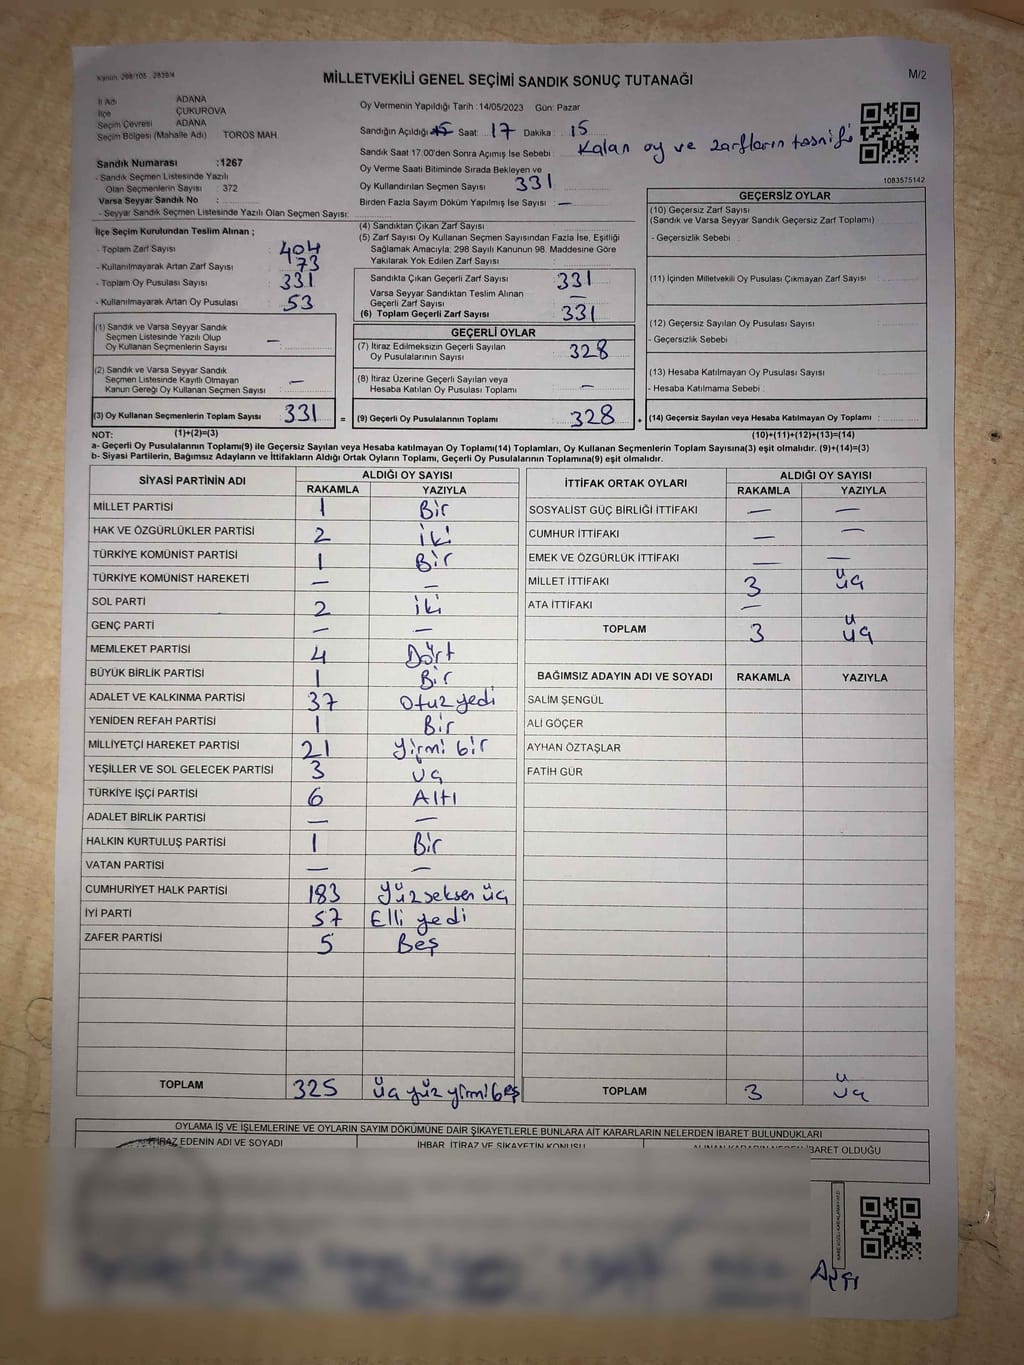 Kanun: 298/105 , 2839/4
MİLLETVEKİLİ GENEL SEÇİMİ SANDIK SONUÇ TUTANAĞI
M/2
İl Adı ADANA
İlçe ÇUKUROVA
Seçim Çevresi ADANA
Seçim Bölgesi (Mahalle Adı) TOROS MAH.
Sandık Numarası :1267
- Sandık Seçmen Listesinde Yazılı
Olan Seçmenlerin Sayısı : 372
Varsa Seyyar Sandık No :
- Seyyar Sandık Seçmen Listesinde Yazılı Olan Seçmen Sayısı:
Oy Vermenin Yapıldığı Tarih : 14/05/2023 Gün: Pazar
Sandığın Açıldığı Saat: 17 Dakika : 15
Sandık Saat 17:00'den Sonra Açımış İse Sebebi : Kalan oy ve zarfların tasnifi
Oy Verme Saati Bitiminde Sırada Bekleyen ve
Oy Kullandırılan Seçmen Sayısı 331
Birden Fazla Sayım Döküm Yapılmış İse Sayısı : —
1083575142
İlçe Seçim Kurulundan Teslim Alınan ;
- Toplam Zarf Sayısı 404
- Kullanılmayarak Artan Zarf Sayısı 73
- Toplam Oy Pusulası Sayısı 331
- Kullanılmayarak Artan Oy Pusulası 53
(1) Sandık ve Varsa Seyyar Sandık
Seçmen Listesinde Yazılı Olup
Oy Kullanan Seçmenlerin Sayısı —
(2) Sandık ve Varsa Seyyar Sandık
Seçmen Listesinde Kayıtlı Olmayan
Kanun Gereği Oy Kullanan Seçmen Sayısı —
(3) Oy Kullanan Seçmenlerin Toplam Sayısı 331 =
(1)+(2)=(3)
(4) Sandıktan Çıkan Zarf Sayısı
(5) Zarf Sayısı Oy Kullanan Seçmen Sayısından Fazla İse, Eşitliği
Sağlamak Amacıyla; 298 Sayılı Kanunun 98. Maddesine Göre
Yakılarak Yok Edilen Zarf Sayısı
Sandıkta Çıkan Geçerli Zarf Sayısı 331
Varsa Seyyar Sandıktan Teslim Alınan
Geçerli Zarf Sayısı —
(6) Toplam Geçerli Zarf Sayısı 331
GEÇERLİ OYLAR
(7) İtiraz Edilmeksizin Geçerli Sayılan
Oy Pusulalarının Sayısı 328
(8) İtiraz Üzerine Geçerli Sayılan veya
Hesaba Katılan Oy Pusulası Toplamı —
(9) Geçerli Oy Pusulalarının Toplamı 328 +
GEÇERSİZ OYLAR
(10) Geçersiz Zarf Sayısı
(Sandık ve Varsa Seyyar Sandık Geçersiz Zarf Toplamı)
- Geçersizlik Sebebi :
(11) İçinden Milletvekili Oy Pusulası Çıkmayan Zarf Sayısı
(12) Geçersiz Sayılan Oy Pusulası Sayısı
- Geçersizlik Sebebi
(13) Hesaba Katılmayan Oy Pusulası Sayısı
- Hesaba Katılmama Sebebi :
(14) Geçersiz Sayılan veya Hesaba Katılmayan Oy Toplamı :
(10)+(11)+(12)+(13)=(14)
NOT:
a- Geçerli Oy Pusulalarının Toplamı(9) ile Geçersiz Sayılan veya Hesaba katılmayan Oy Toplamı(14) Toplamları, Oy Kullanan Seçmenlerin Toplam Sayısına(3) eşit olmalıdır. (9)+(14)=(3)
b- Siyasi Partilerin, Bağımsız Adayların ve İttifakların Aldığı Ortak Oyların Toplamı, Geçerli Oy Pusulalarının Toplamına(9) eşit olmalıdır.
SİYASİ PARTİNİN ADI ALDIĞI OY SAYISI
RAKAMLA YAZIYLA
MİLLET PARTİSİ 1 Bir
HAK VE ÖZGÜRLÜKLER PARTİSİ 2 iki
TÜRKİYE KOMÜNİST PARTİSİ 1 Bir
TÜRKİYE KOMÜNİST HAREKETİ — —
SOL PARTİ 2 iki
GENÇ PARTİ — —
MEMLEKET PARTİSİ 4 Dört
BÜYÜK BİRLİK PARTİSİ 1 Bir
ADALET VE KALKINMA PARTİSİ 37 Otuz yedi
YENİDEN REFAH PARTİSİ 1 Bir
MİLLİYETÇİ HAREKET PARTİSİ 21 Yirmi bir
YEŞİLLER VE SOL GELECEK PARTİSİ 3 üç
TÜRKİYE İŞÇİ PARTİSİ 6 Altı
ADALET BİRLİK PARTİSİ — —
HALKIN KURTULUŞ PARTİSİ 1 Bir
VATAN PARTİSİ — —
CUMHURİYET HALK PARTİSİ 183 Yüz seksen üç
İYİ PARTİ 57 Elli yedi
ZAFER PARTİSİ 5 Beş
TOPLAM 325 üç yüz yirmi beş
İTTİFAK ORTAK OYLARI ALDIĞI OY SAYISI
RAKAMLA YAZIYLA
SOSYALİST GÜÇ BİRLİĞİ İTTİFAKI — —
CUMHUR İTTİFAKI — —
EMEK VE ÖZGÜRLÜK İTTİFAKI — —
MİLLET İTTİFAKI 3 üç
ATA İTTİFAKI —
TOPLAM 3 üç
BAĞIMSIZ ADAYIN ADI VE SOYADI RAKAMLA YAZIYLA
SALİM ŞENGÜL
ALİ GÖÇER
AYHAN ÖZTAŞLAR
FATİH GÜR
TOPLAM 3 üç
OYLAMA İŞ VE İŞLEMLERİNE VE OYLARIN SAYIM DÖKÜMÜNE DAİR ŞİKAYETLERLE BUNLARA AİT KARARLARIN NELERDEN İBARET BULUNDUKLARI
İTİRAZ EDENİN ADI VE SOYADI İHBAR, İTİRAZ VE ŞİKAYETİN KONUSU ALINAN KARARIN NEDEN İBARET OLDUĞU